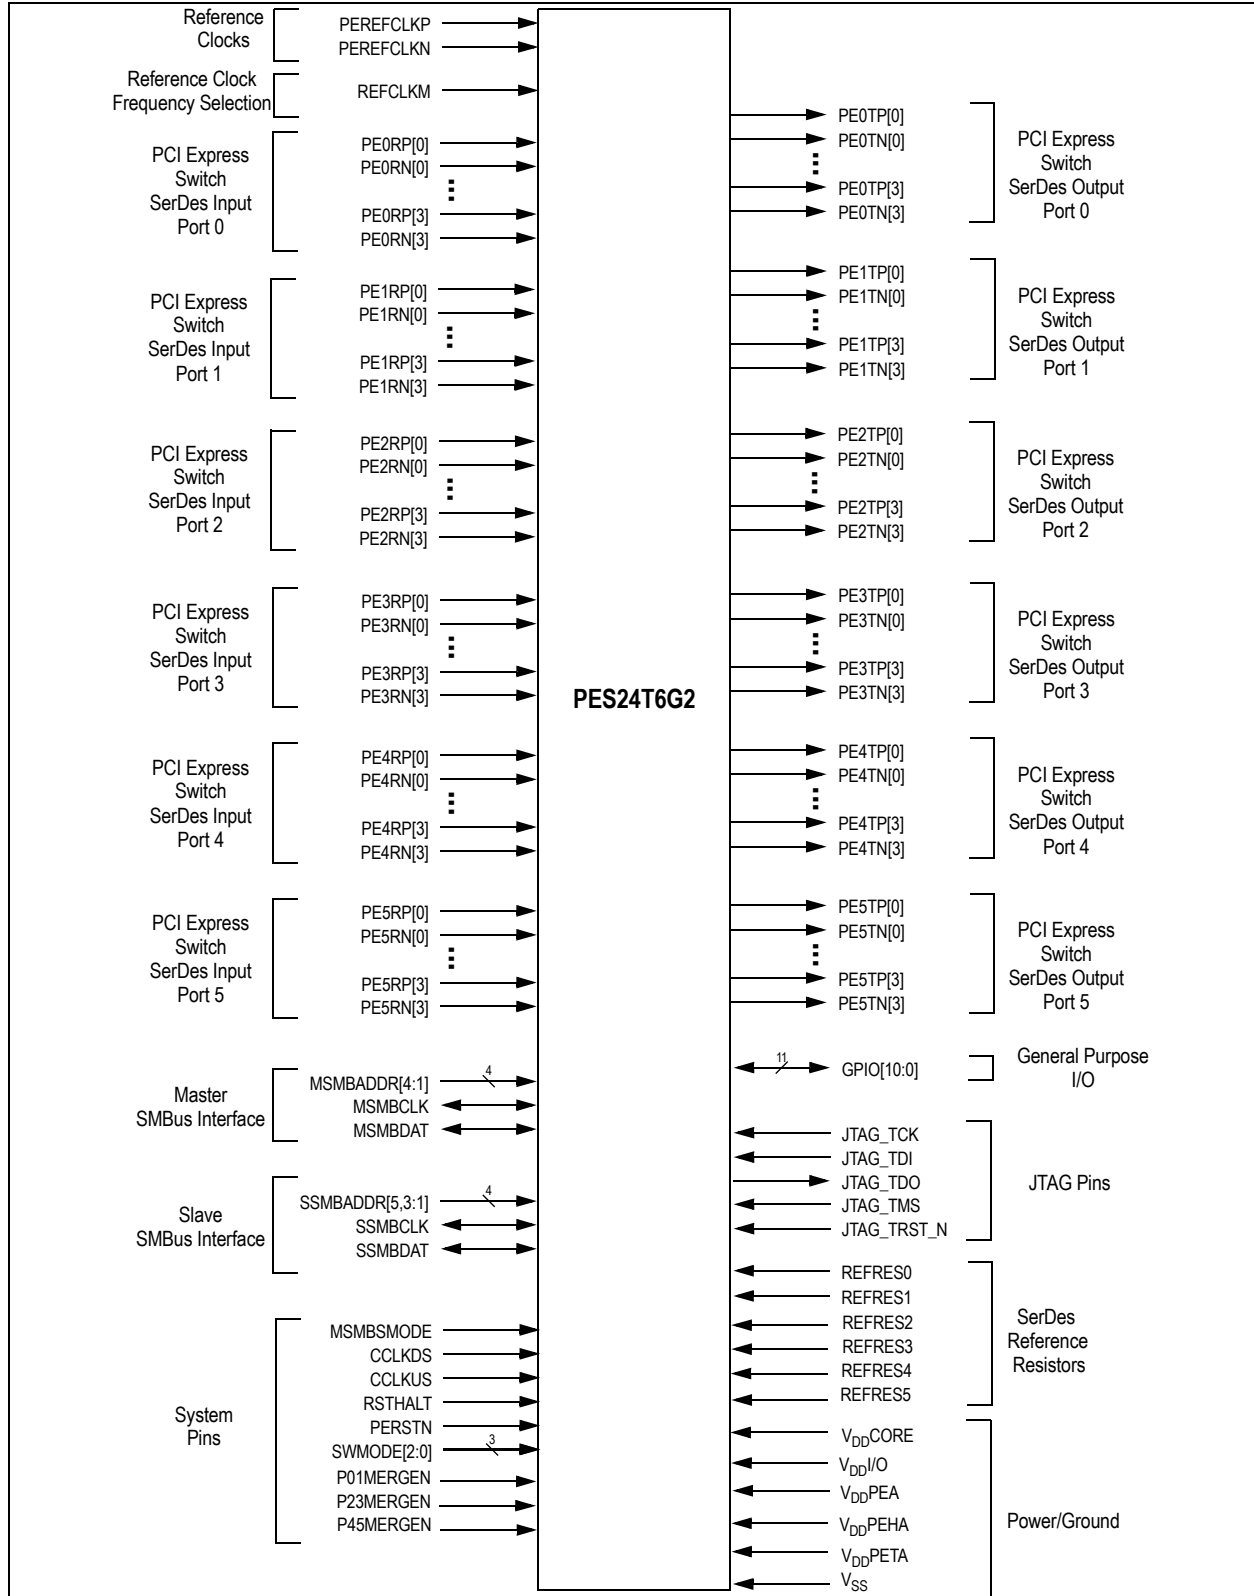 Reference
Clocks
PEREFCLKP
PEREFCLKN
Reference Clock
Frequency Selection
REFCLKM
PCI Express
Switch
SerDes Input
Port 0
PE0RP[0]
PE0RN[0]
PE0RP[3]
PE0RN[3]
PCI Express
Switch
SerDes Input
Port 1
PE1RP[0]
PE1RN[0]
PE1RP[3]
PE1RN[3]
PCI Express
Switch
SerDes Input
Port 2
PE2RP[0]
PE2RN[0]
PE2RP[3]
PE2RN[3]
PCI Express
Switch
SerDes Input
Port 3
PE3RP[0]
PE3RN[0]
PE3RP[3]
PE3RN[3]
PCI Express
Switch
SerDes Input
Port 4
PE4RP[0]
PE4RN[0]
PE4RP[3]
PE4RN[3]
PCI Express
Switch
SerDes Input
Port 5
PE5RP[0]
PE5RN[0]
PE5RP[3]
PE5RN[3]
Master
SMBus Interface
MSMBADDR[4:1]
4
MSMBCLK
MSMBDAT
Slave
SMBus Interface
SSMBADDR[5,3:1]
4
SSMBCLK
SSMBDAT
System
Pins
MSMBSMODE
CCLKDS
CCLKUS
RSTHALT
PERSTN
SWMODE[2:0]
3
P01MERGEN
P23MERGEN
P45MERGEN
PES24T6G2
PE0TP[0]
PE0TN[0]
PE0TP[3]
PE0TN[3]
PCI Express
Switch
SerDes Output
Port 0
PE1TP[0]
PE1TN[0]
PE1TP[3]
PE1TN[3]
PCI Express
Switch
SerDes Output
Port 1
PE2TP[0]
PE2TN[0]
PE2TP[3]
PE2TN[3]
PCI Express
Switch
SerDes Output
Port 2
PE3TP[0]
PE3TN[0]
PE3TP[3]
PE3TN[3]
PCI Express
Switch
SerDes Output
Port 3
PE4TP[0]
PE4TN[0]
PE4TP[3]
PE4TN[3]
PCI Express
Switch
SerDes Output
Port 4
PE5TP[0]
PE5TN[0]
PE5TP[3]
PE5TN[3]
PCI Express
Switch
SerDes Output
Port 5
11
GPIO[10:0]
General Purpose
I/O
JTAG_TCK
JTAG_TDI
JTAG_TDO
JTAG_TMS
JTAG_TRST_N
JTAG Pins
REFRES0
REFRES1
REFRES2
REFRES3
REFRES4
REFRES5
SerDes
Reference
Resistors
VDDCORE
VDDI/O
VDDPEA
VDDPEHA
VDDPETA
VSS
Power/Ground